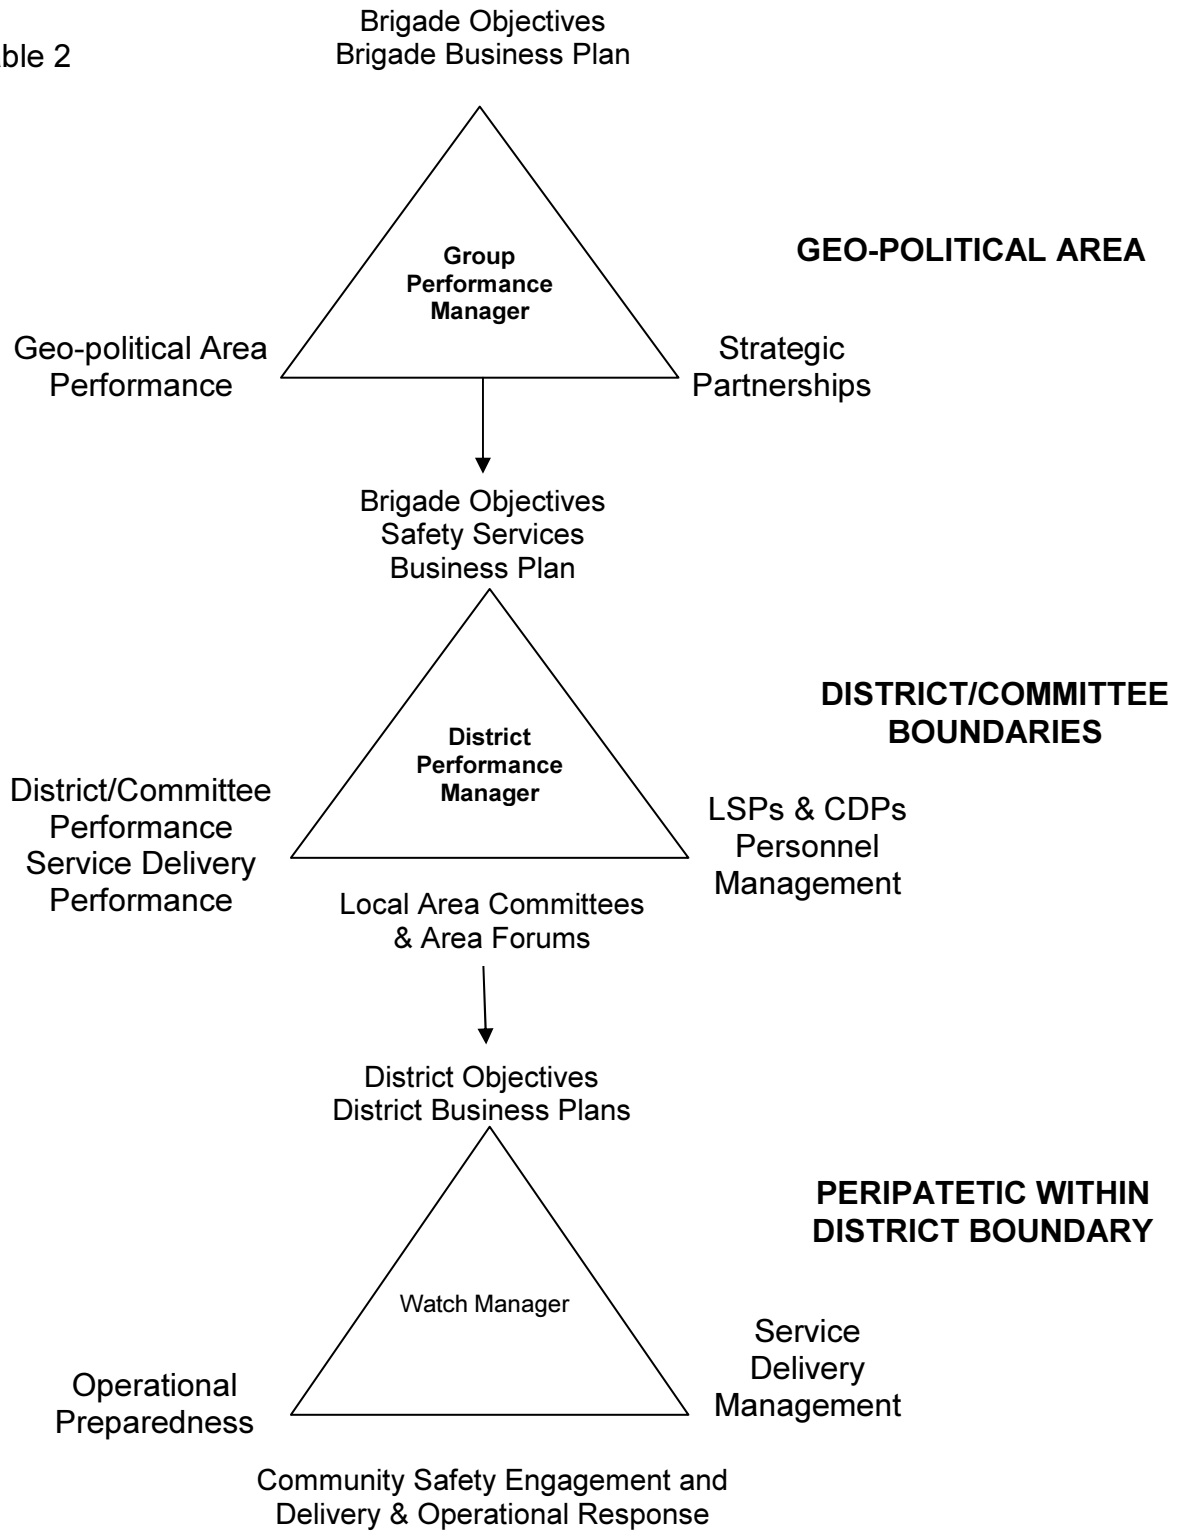 Brigade Objectives
Brigade Business Plan
ble 2
Group
Performance
Manager
GEO-POLITICAL AREA
Geo-political Area
Performance
Strategic
Partnerships
Brigade Objectives
Safety Services
Business Plan
District
Performance
Manager
DISTRICT/COMMITTEE
BOUNDARIES
District/Committee
Performance
Service Delivery
Performance
LSPs & CDPs
Personnel
Management
Local Area Committees
& Area Forums
District Objectives
District Business Plans
Watch Manager
PERIPATETIC WITHIN
DISTRICT BOUNDARY
Operational
Preparedness
Service
Delivery
Management
Community Safety Engagement and
Delivery & Operational Response